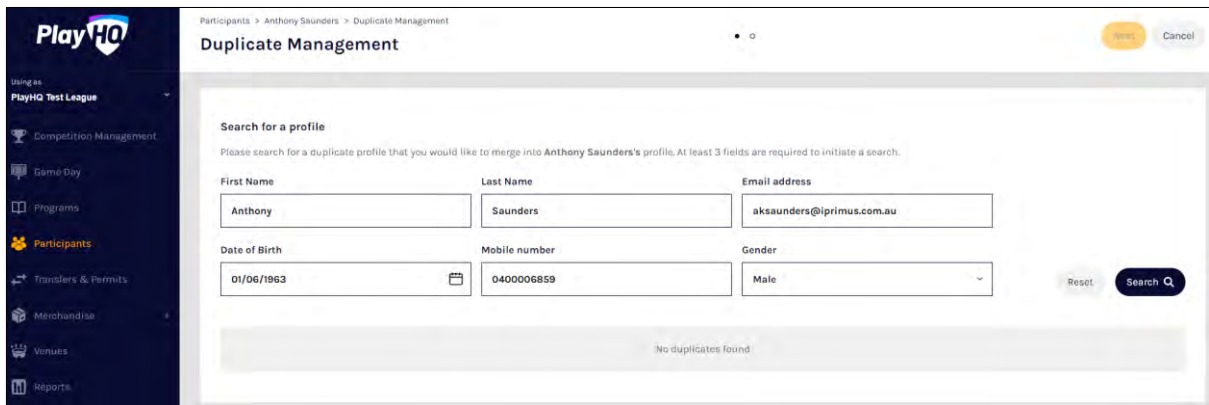 PlayHQ
Using as
PlayHQ Test League
Competition Management
Game Day
Programs
Participants
Transfers & Permits
Merchandise
Venues
Reports
Participants > Anthony Saunders > Duplicate Management
Duplicate Management
Next
Cancel
Search for a profile
Please search for a duplicate profile that you would like to merge into Anthony Saunders's profile. At least 3 fields are required to initiate a search.
First Name
Last Name
Email address
Anthony
Saunders
aksaunders@iprimus.com.au
Date of Birth
Mobile number
Gender
01/06/1963
0400006859
Male
Reset
Search
No duplicates found